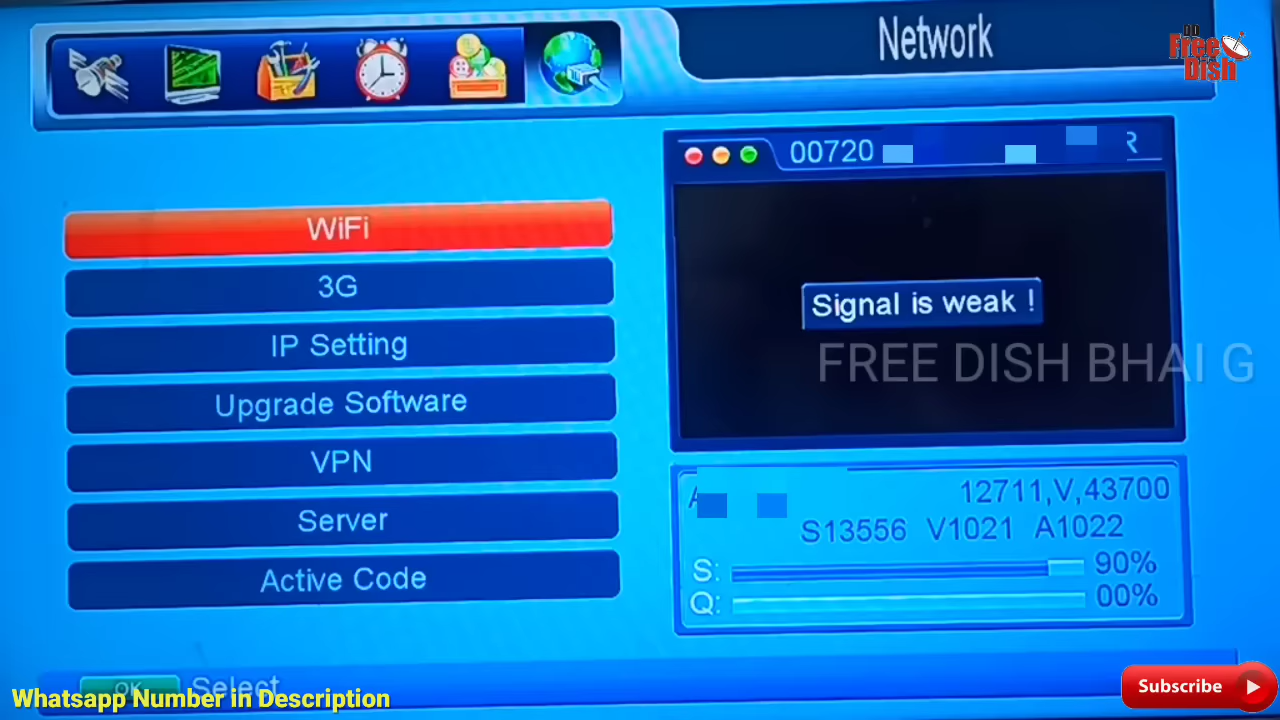 Network
DD
Free
Dish
00720
R
WiFi
3G
IP Setting
Upgrade Software
VPN
Server
Active Code
Signal is weak !
FREE DISH BHAI G
12711,V,43700
S13556 V1021 A1022
S: 90%
Q: 00%
OK Select
Whatsapp Number in Description
Subscribe